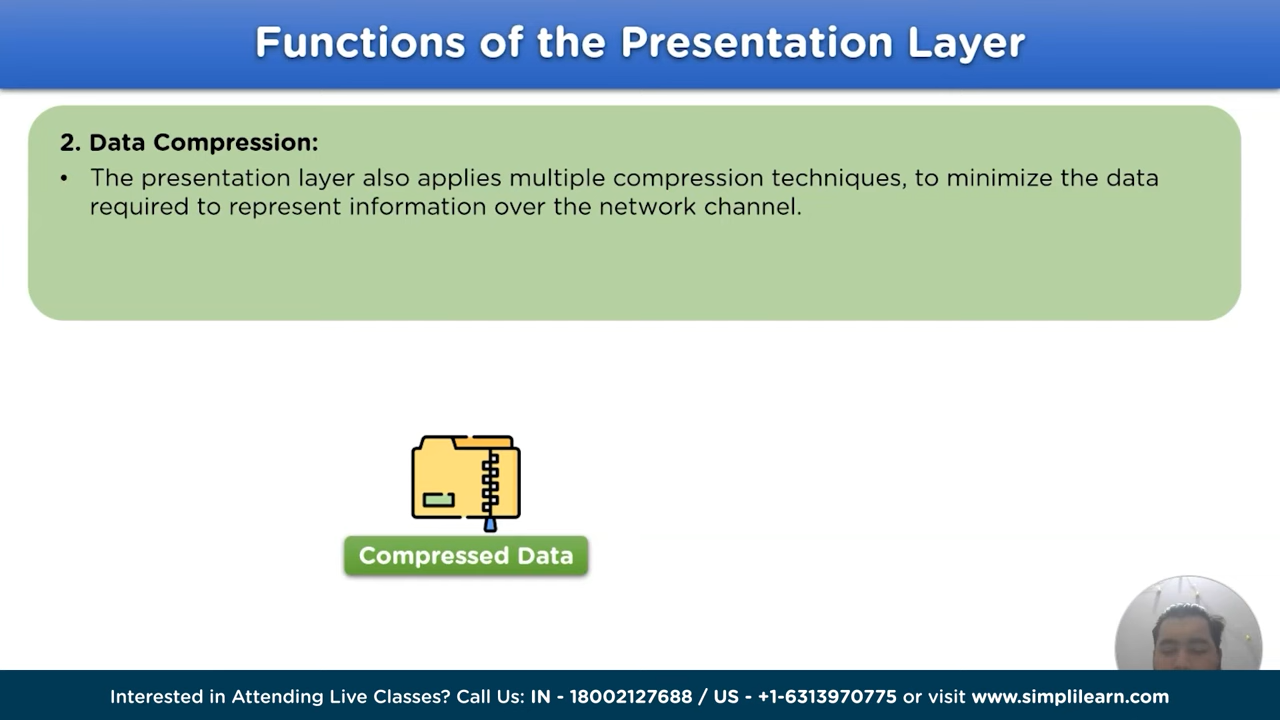 Functions of the Presentation Layer
2. Data Compression:
• The presentation layer also applies multiple compression techniques, to minimize the data
required to represent information over the network channel.
Compressed Data
Interested in Attending Live Classes? Call Us: IN - 18002127688 / US - +1-6313970775 or visit www.simplilearn.com